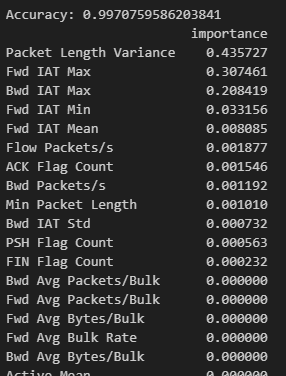 Accuracy: 0.9970759586203841
importance
Packet Length Variance 0.435727
Fwd IAT Max 0.307461
Bwd IAT Max 0.208419
Fwd IAT Min 0.033156
Fwd IAT Mean 0.008085
Flow Packets/s 0.001877
ACK Flag Count 0.001546
Bwd Packets/s 0.001192
Min Packet Length 0.001010
Bwd IAT Std 0.000732
PSH Flag Count 0.000563
FIN Flag Count 0.000232
Bwd Avg Packets/Bulk 0.000000
Fwd Avg Packets/Bulk 0.000000
Fwd Avg Bytes/Bulk 0.000000
Fwd Avg Bulk Rate 0.000000
Bwd Avg Bytes/Bulk 0.000000
Active Mean 0.000000